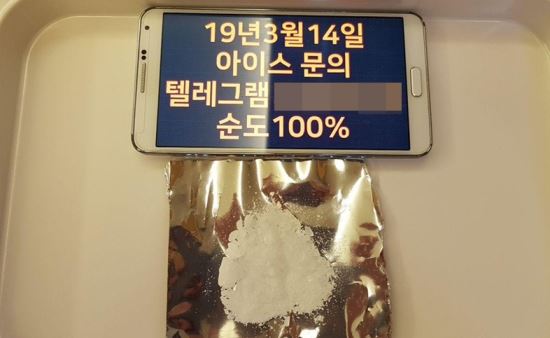 19년3월14일
아이스 문의
텔레그램
순도100%